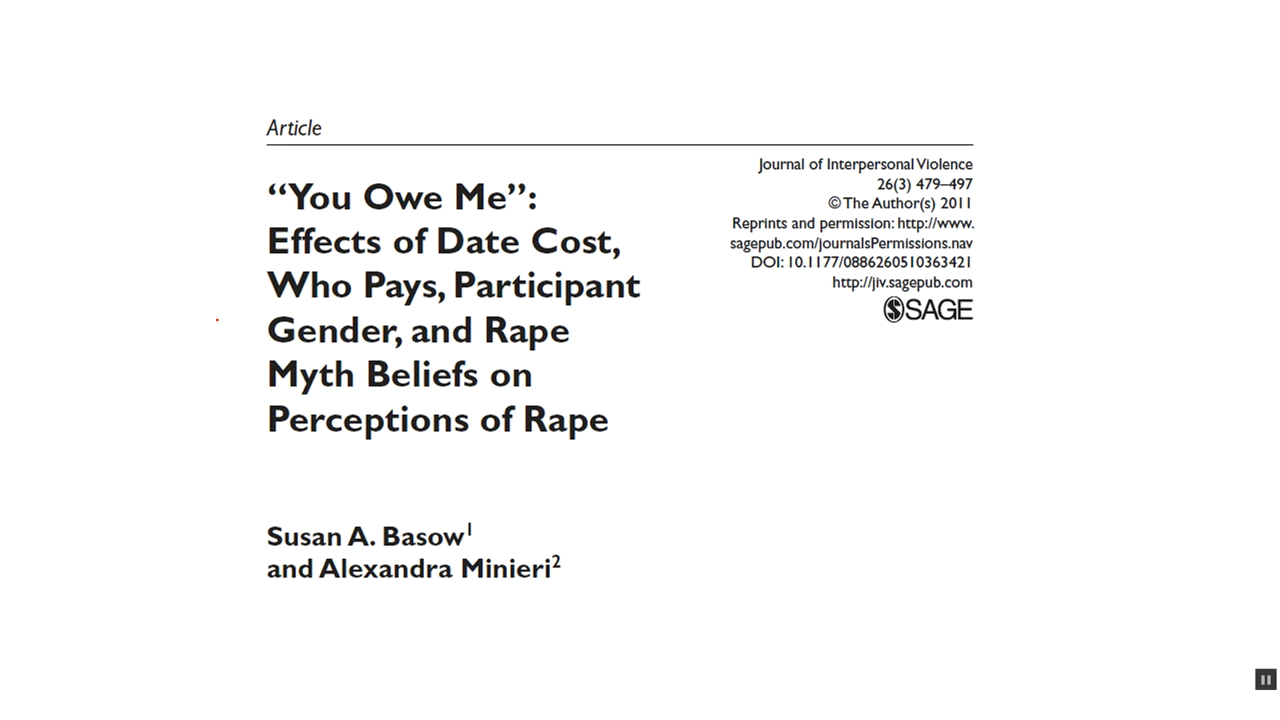 Article
"You Owe Me":
Effects of Date Cost,
Who Pays, Participant
Gender, and Rape
Myth Beliefs on
Perceptions of Rape
Journal of Interpersonal Violence
26(3) 479–497
© The Author(s) 2011
Reprints and permission: http://www.
sagepub.com/journalsPermissions.nav
DOI: 10.1177/0886260510363421
http://jiv.sagepub.com
SAGE
Susan A. Basow¹
and Alexandra Minieri²